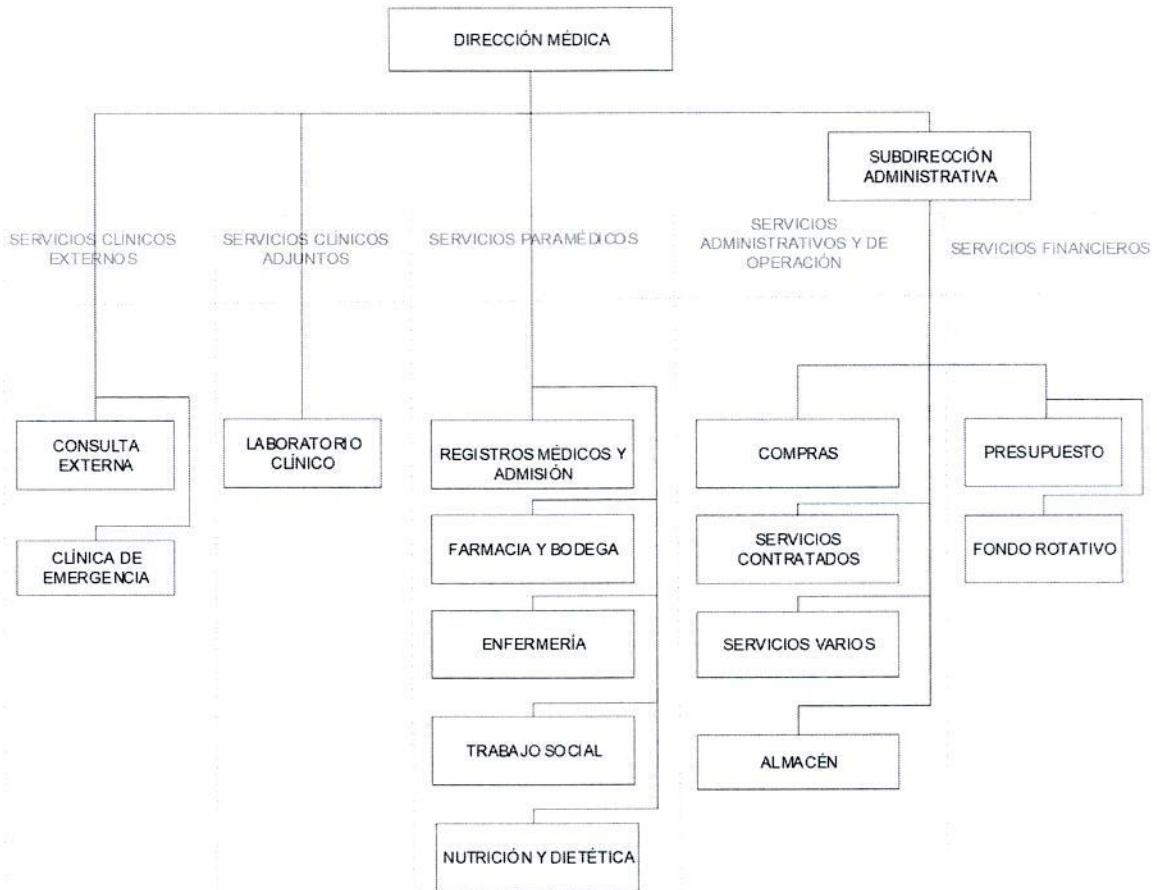 DIRECCIÓN MÉDICA
SUBDIRECCIÓN
ADMINISTRATIVA
SERVICIOS CLÍNICOS
EXTERNOS
SERVICIOS CLÍNICOS
ADJUNTOS
SERVICIOS PARAMÉDICOS
SERVICIOS
ADMINISTRATIVOS Y DE
OPERACIÓN
SERVICIOS FINANCIEROS
CONSULTA
EXTERNA
CLÍNICA DE
EMERGENCIA
LABORATORIO
CLÍNICO
REGISTROS MÉDICOS Y
ADMISIÓN
FARMACIA Y BODEGA
ENFERMERÍA
TRABAJO SOCIAL
NUTRICIÓN Y DIETÉTICA
COMPRAS
SERVICIOS
CONTRATADOS
SERVICIOS VARIOS
ALMACÉN
PRESUPUESTO
FONDO ROTATIVO